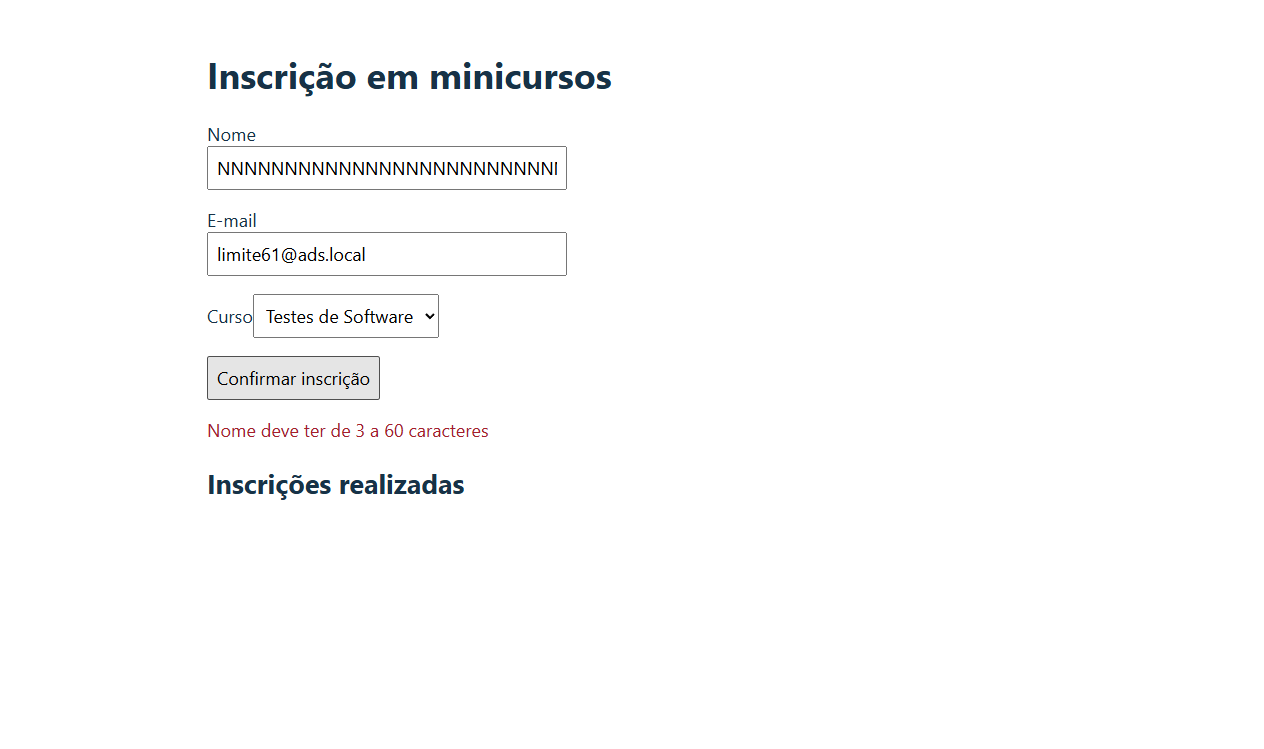 Inscrição em minicursos
Nome
NNNNNNNNNNNNNNNNNNNNNNNNN
E-mail
limite61@ads.local
Curso Testes de Software
Confirmar inscrição
Nome deve ter de 3 a 60 caracteres
Inscrições realizadas